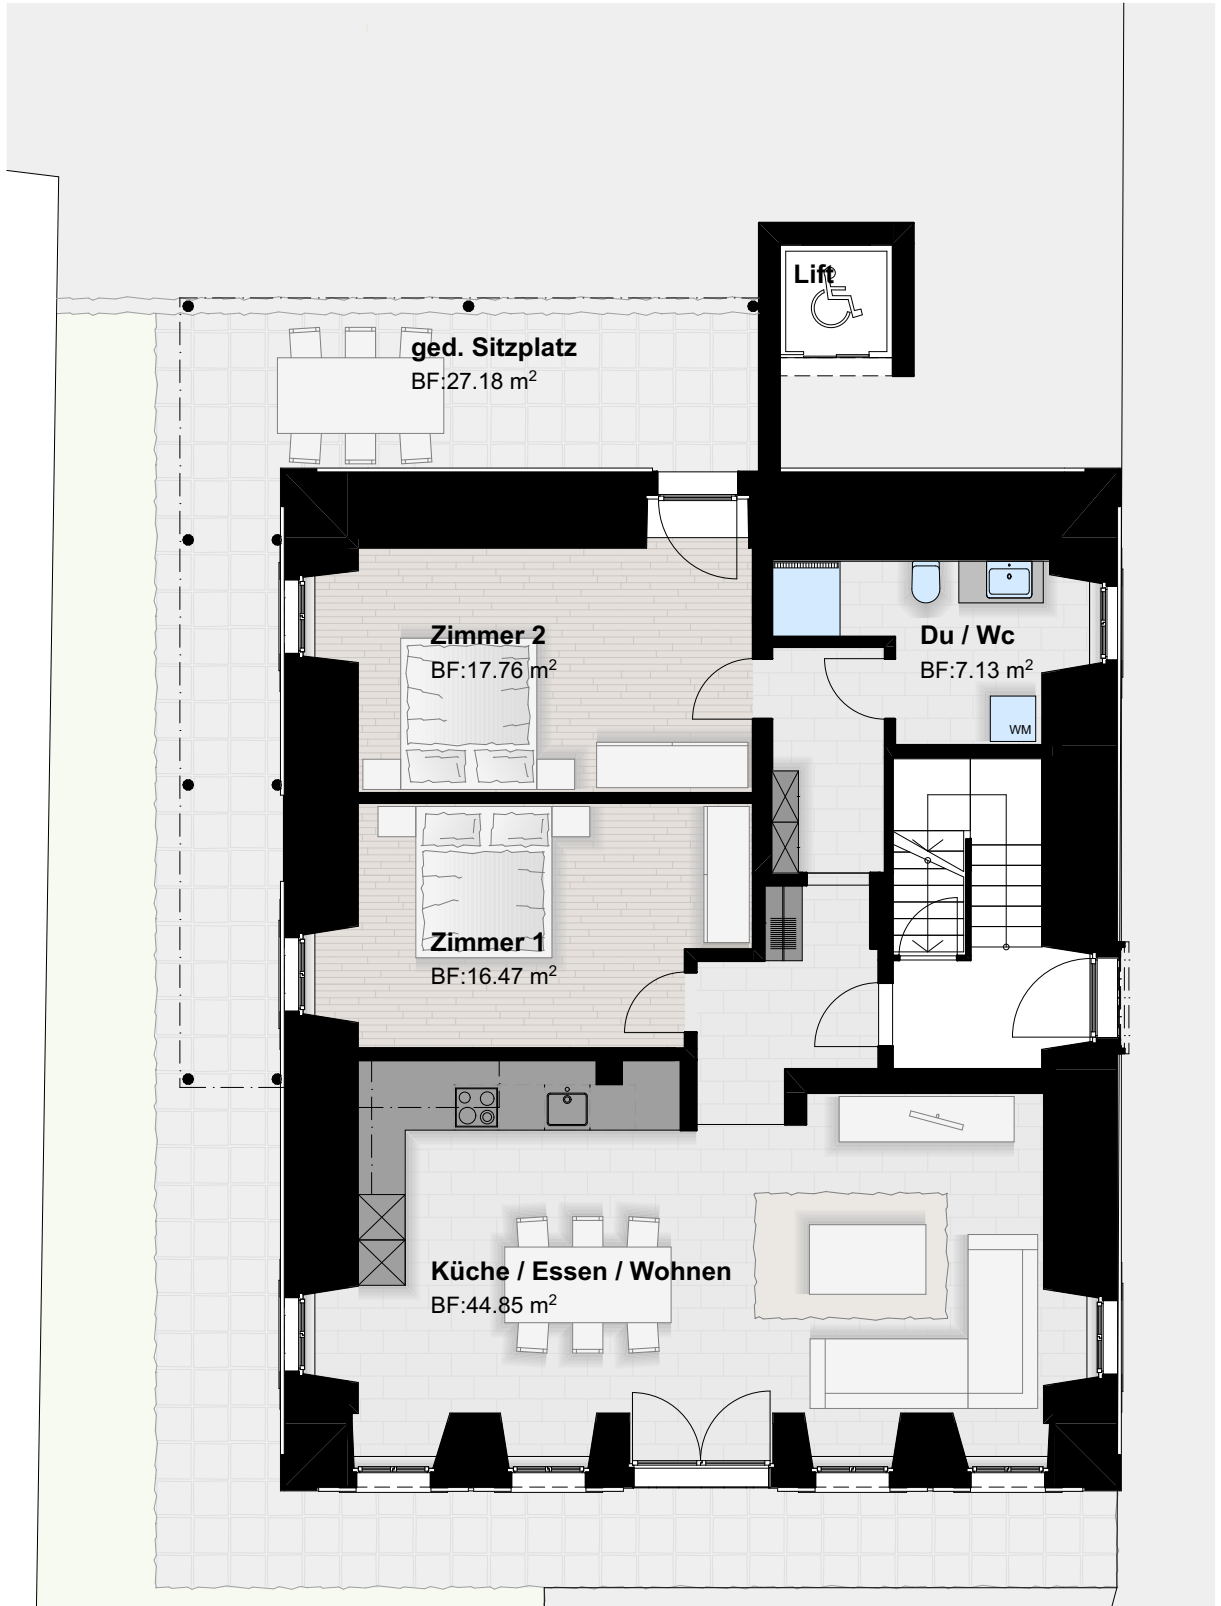 Lift
ged. Sitzplatz
BF:27.18 m²
Zimmer 2
BF:17.76 m²
Du / Wc
BF:7.13 m²
WM
Zimmer 1
BF:16.47 m²
Küche / Essen / Wohnen
BF:44.85 m²